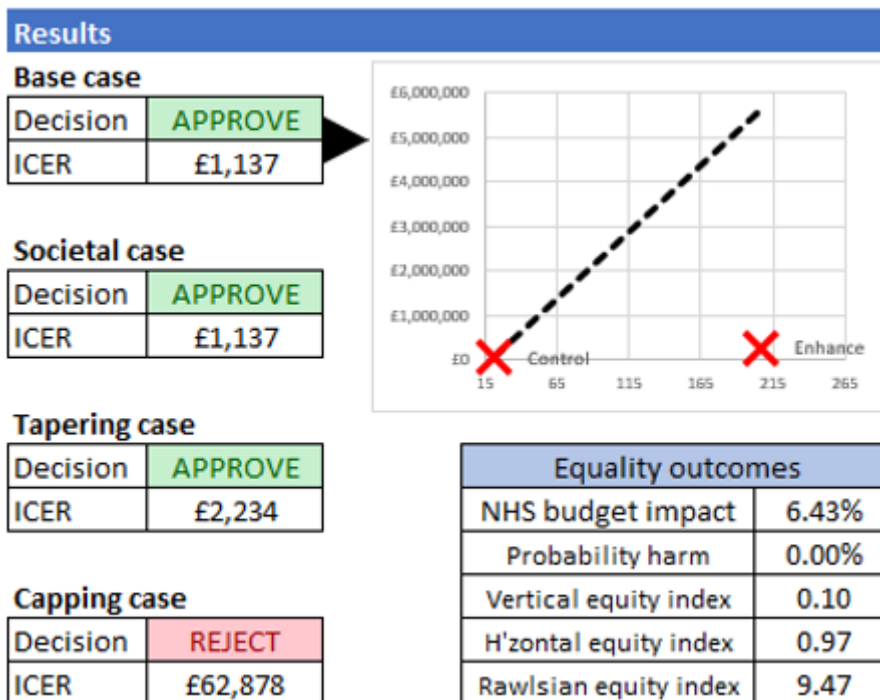 Results
Base case
Decision APPROVE
ICER £1,137
Societal case
Decision APPROVE
ICER £1,137
Tapering case
Decision APPROVE
ICER £2,234
Capping case
Decision REJECT
ICER £62,878
£6,000,000
£5,000,000
£4,000,000
£3,000,000
£2,000,000
£1,000,000
£0
Control
Enhance
15 65 115 165 215 265
Equality outcomes
NHS budget impact 6.43%
Probability harm 0.00%
Vertical equity index 0.10
H'zontal equity index 0.97
Rawlsian equity index 9.47